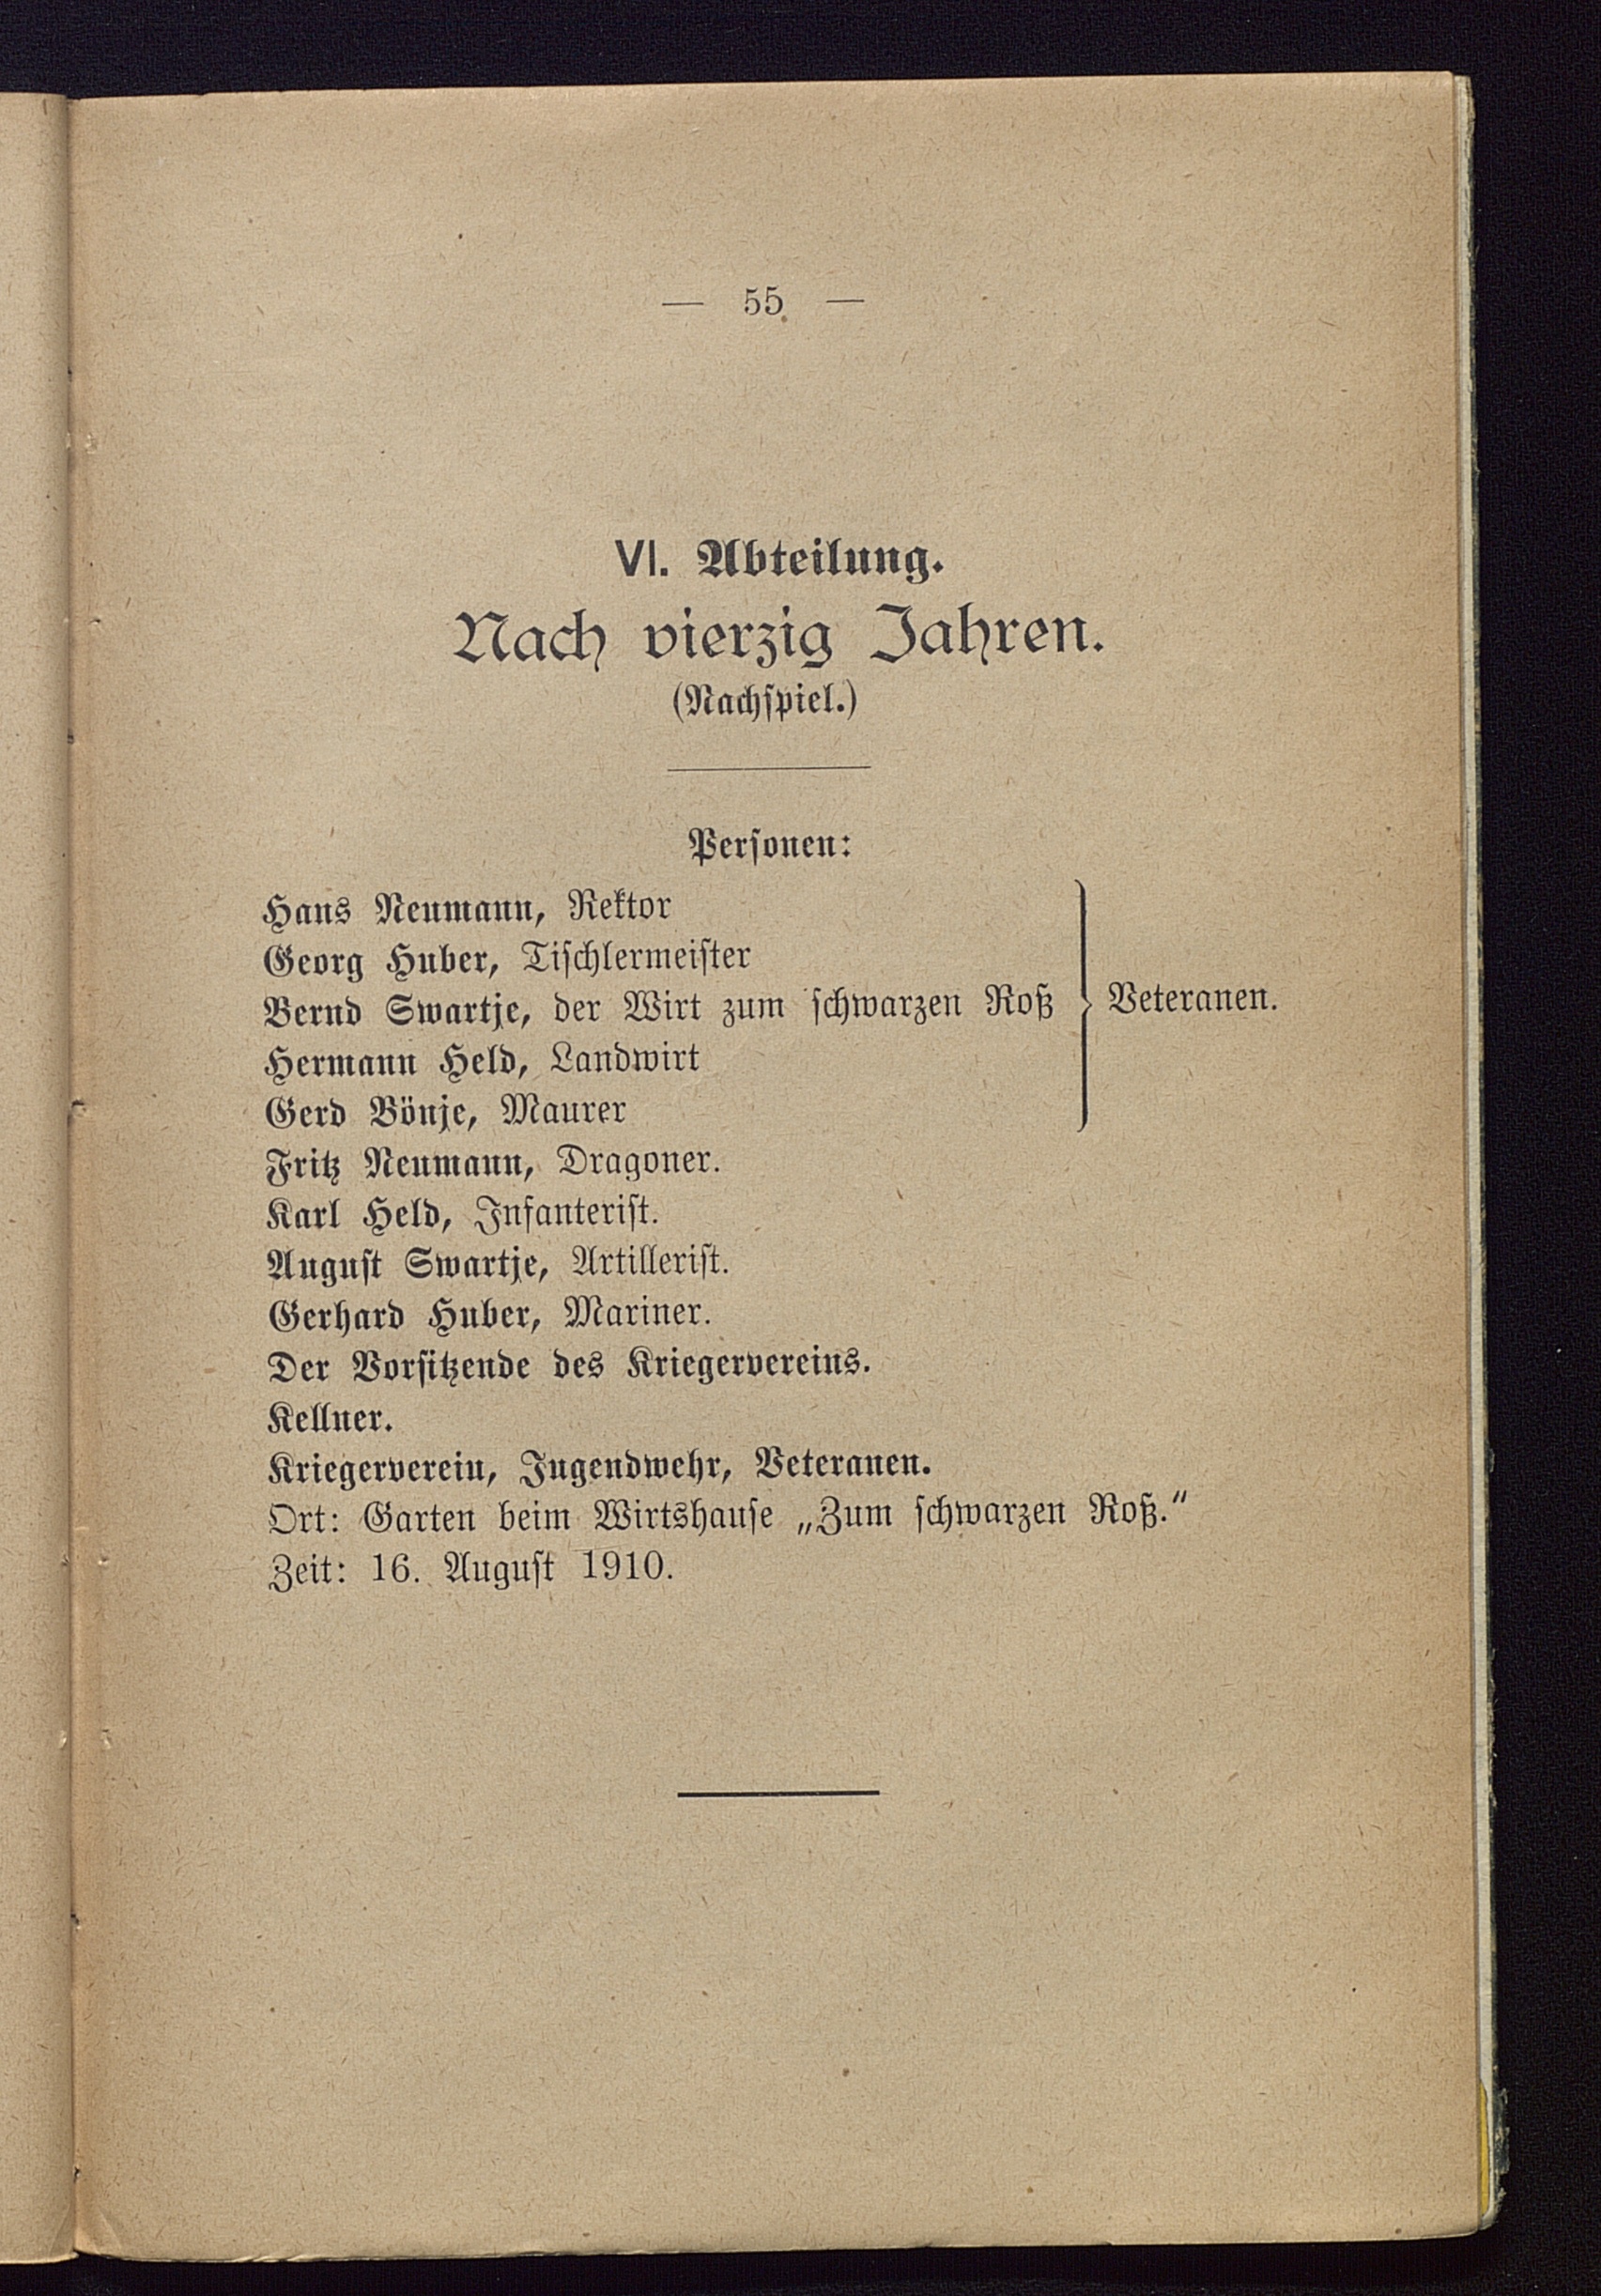 — 55 —
VI. Abteilung.
Nach vierzig Jahren.
(Nachspiel.)
Personen:
Hans Neumann, Rektor
Georg Huber, Tischlermeister
Bernd Swartje, der Wirt zum schwarzen Roß } Veteranen.
Hermann Held, Landwirt
Gerd Bönje, Maurer
Fritz Neumann, Dragoner.
Karl Held, Infanterist.
August Swartje, Artillerist.
Gerhard Huber, Mariner.
Der Vorsitzende des Kriegervereins.
Kellner.
Kriegerverein, Jugendwehr, Veteranen.
Ort: Garten beim Wirtshause „Zum schwarzen Roß.“
Zeit: 16. August 1910.